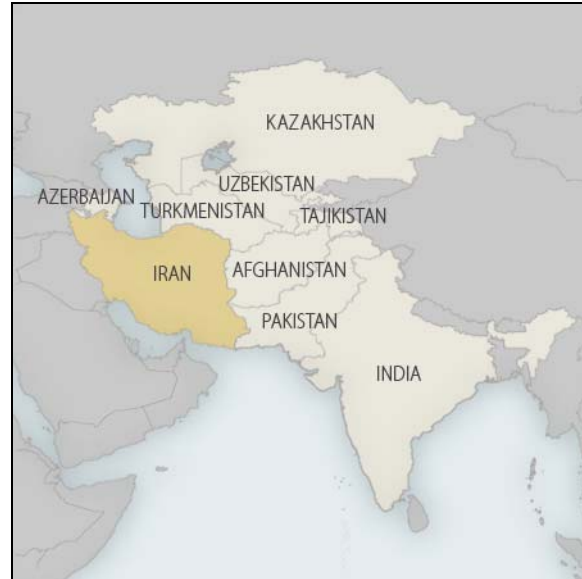 KAZAKHSTAN
UZBEKISTAN
AZERBAIJAN
TURKMENISTAN
TAJIKISTAN
IRAN
AFGHANISTAN
PAKISTAN
INDIA